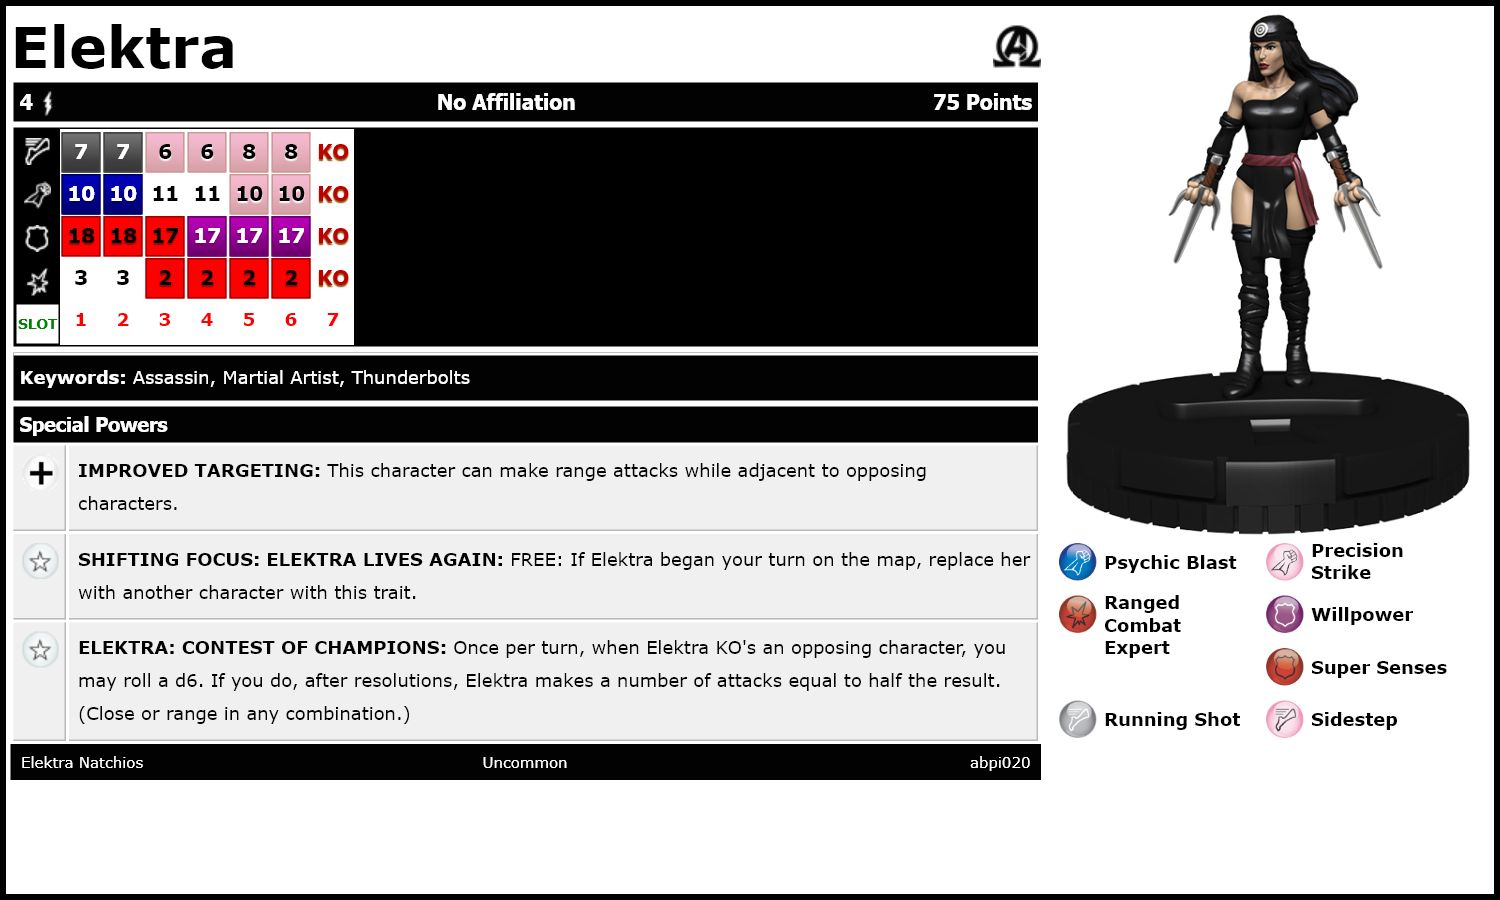 Elektra
4 No Affiliation 75 Points
7 7 6 6 8 8 KO
10 10 11 11 10 10 KO
18 18 17 17 17 17 KO
3 3 2 2 2 2 KO
SLOT 1 2 3 4 5 6 7
Keywords: Assassin, Martial Artist, Thunderbolts
Special Powers
IMPROVED TARGETING: This character can make range attacks while adjacent to opposing
characters.
SHIFTING FOCUS: ELEKTRA LIVES AGAIN: FREE: If Elektra began your turn on the map, replace her
with another character with this trait.
ELEKTRA: CONTEST OF CHAMPIONS: Once per turn, when Elektra KO's an opposing character, you
may roll a d6. If you do, after resolutions, Elektra makes a number of attacks equal to half the result.
(Close or range in any combination.)
Elektra Natchios Uncommon abpi020
Psychic Blast
Ranged
Combat
Expert
Running Shot
Precision
Strike
Willpower
Super Senses
Sidestep